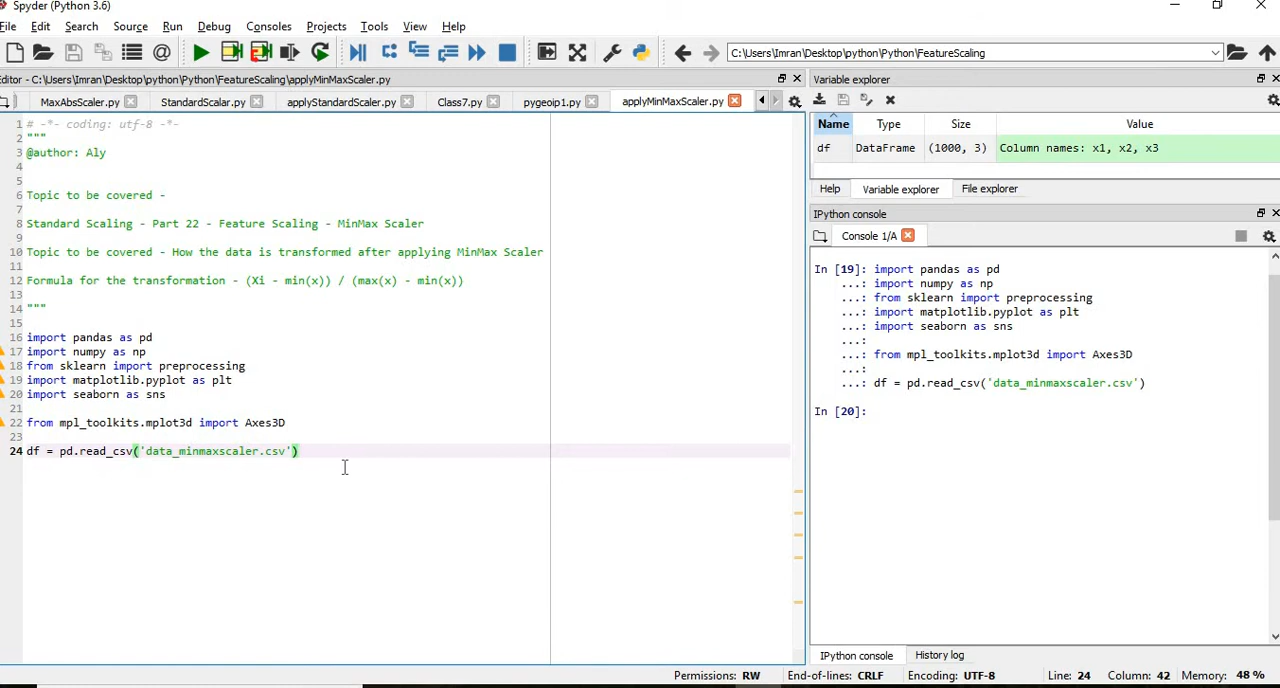 Spyder (Python 3.6)
File Edit Search Source Run Debug Consoles Projects Tools View Help
C:\Users\Imran\Desktop\python\Python\FeatureScaling
Editor - C:\Users\Imran\Desktop\python\Python\FeatureScaling\applyMinMaxScaler.py
MaxAbsScaler.py StandardScalar.py applyStandardScaler.py Class7.py pygeoip1.py applyMinMaxScaler.py
1 # -*- coding: utf-8 -*-
2 """
3 @author: Aly
4
5
6 Topic to be covered -
7
8 Standard Scaling - Part 22 - Feature Scaling - MinMax Scaler
9
10 Topic to be covered - How the data is transformed after applying MinMax Scaler
11
12 Formula for the transformation - (Xi - min(x)) / (max(x) - min(x))
13
14 """
15
16 import pandas as pd
17 import numpy as np
18 from sklearn import preprocessing
19 import matplotlib.pyplot as plt
20 import seaborn as sns
21
22 from mpl_toolkits.mplot3d import Axes3D
23
24 df = pd.read_csv('data_minmaxscaler.csv')
Variable explorer
Name Type Size Value
df DataFrame (1000, 3) Column names: x1, x2, x3
Help Variable explorer File explorer
IPython console
Console 1/A
In [19]: import pandas as pd
...: import numpy as np
...: from sklearn import preprocessing
...: import matplotlib.pyplot as plt
...: import seaborn as sns
...:
...: from mpl_toolkits.mplot3d import Axes3D
...:
...: df = pd.read_csv('data_minmaxscaler.csv')
In [20]:
IPython console History log
Permissions: RW End-of-lines: CRLF Encoding: UTF-8 Line: 24 Column: 42 Memory: 48 %